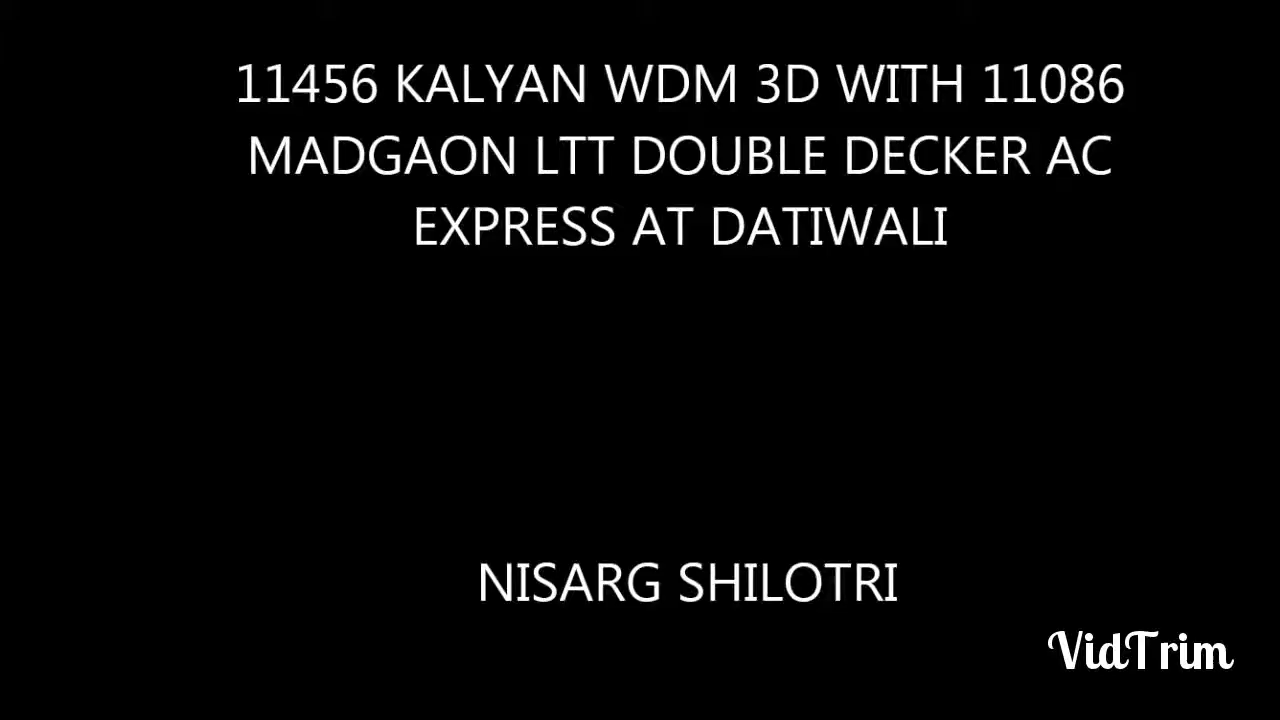 11456 KALYAN WDM 3D WITH 11086
MADGAON LTT DOUBLE DECKER AC
EXPRESS AT DATIWALI
NISARG SHILOTRI
VidTrim